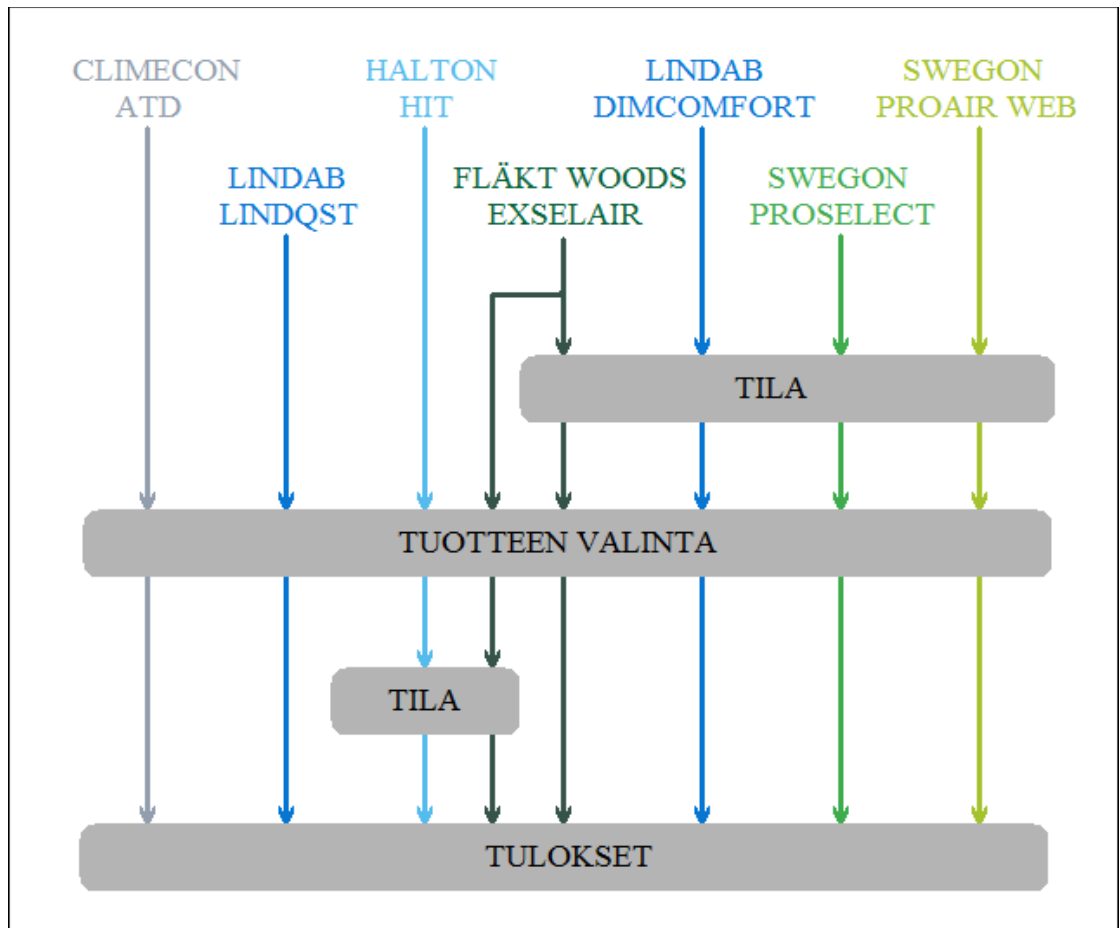 CLIMECON
ATD
HALTON
HIT
LINDAB
DIMCOMFORT
SWEGON
PROAIR WEB
LINDAB
LINDQST
FLÄKT WOODS
EXSELAIR
SWEGON
PROSELECT
TILA
TUOTTEEN VALINTA
TILA
TULOKSET